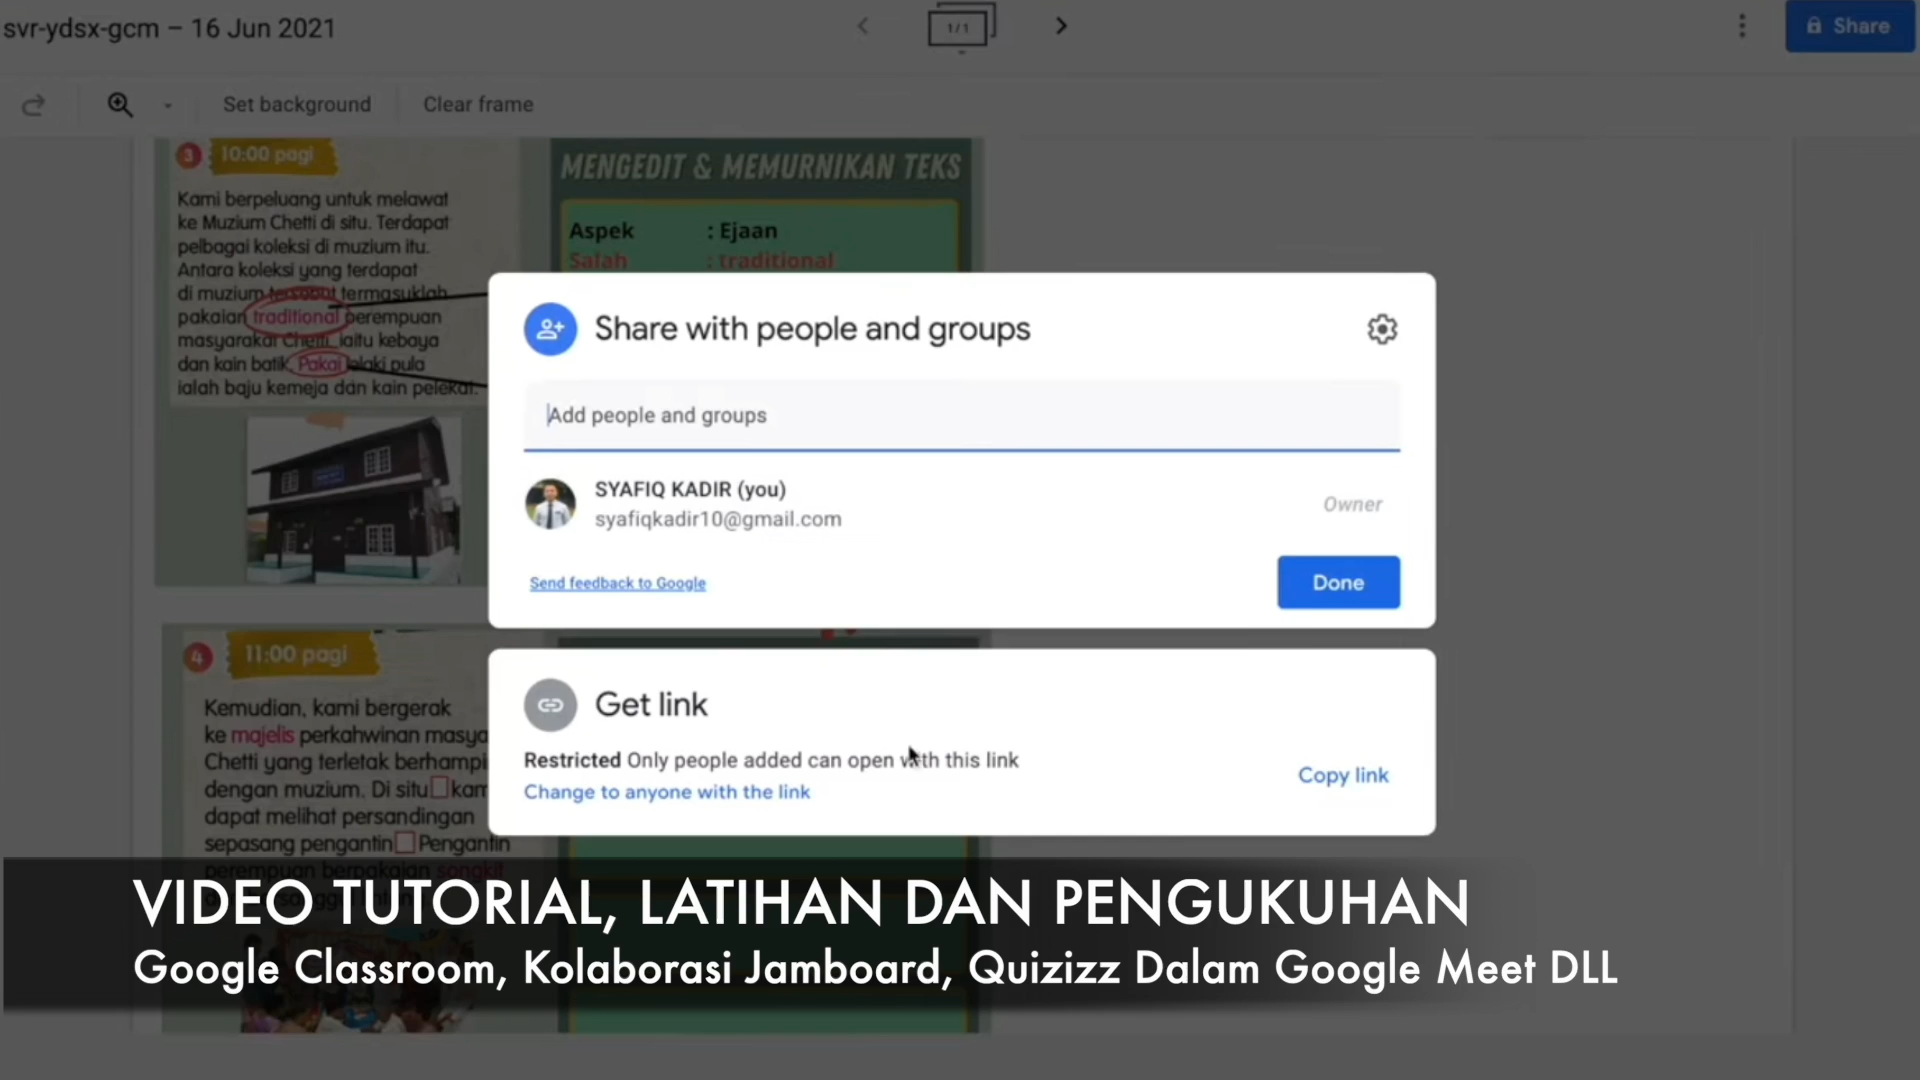 svr-ydsx-gcm – 16 Jun 2021
1/1
Share
Set background
Clear frame
3 10:00 pagi
Kami berpeluang untuk melawat
ke Muzium Chetti di situ. Terdapat
pelbagai koleksi di muzium itu.
Antara koleksi yang terdapat
di muzium tersebut termasuklah
pakaian traditional perempuan
masyarakat Chetti, iaitu kebaya
dan kain batik. Pakai lelaki pula
ialah baju kemeja dan kain pelekat.
MENGEDIT & MEMURNIKAN TEKS
Aspek : Ejaan
Salah : traditional
Share with people and groups
Add people and groups
SYAFIQ KADIR (you)
syafiqkadir10@gmail.com
Owner
Send feedback to Google
Done
Get link
Restricted Only people added can open with this link
Change to anyone with the link
Copy link
4 11:00 pagi
Kemudian, kami bergerak
ke majelis perkahwinan masya
Chetti yang terletak berhampi
dengan muzium. Di situ kam
dapat melihat persandingan
sepasang pengantin Pengantin
perempuan berpakaian songkit
VIDEO TUTORIAL, LATIHAN DAN PENGUKUHAN
Google Classroom, Kolaborasi Jamboard, Quizizz Dalam Google Meet DLL